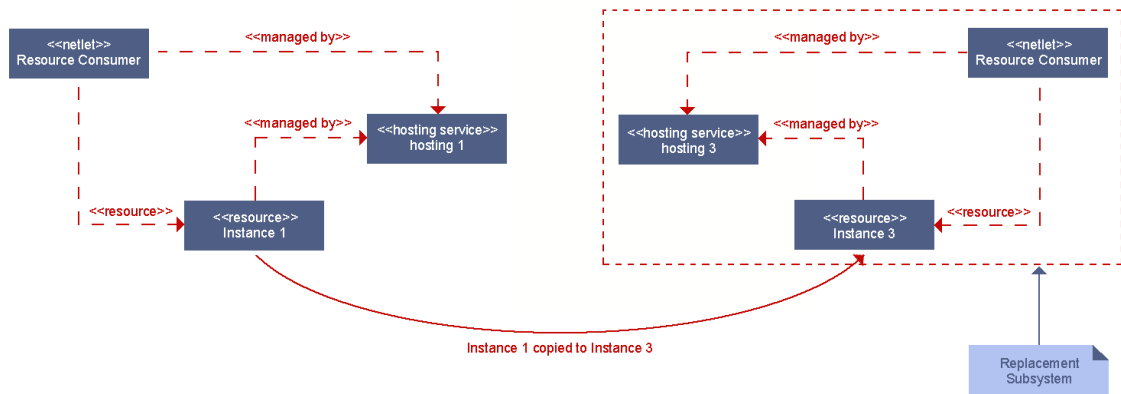 <<managed by>>
<<managed by>>
<<netlet>>
Resource Consumer
<<netlet>>
Resource Consumer
<<managed by>>
<<hosting service>>
hosting 1
<<hosting service>>
hosting 3
<<managed by>>
<<resource>>
<<resource>>
Instance 1
<<resource>>
Instance 3
<<resource>>
Instance 1 copied to Instance 3
Replacement
Subsystem